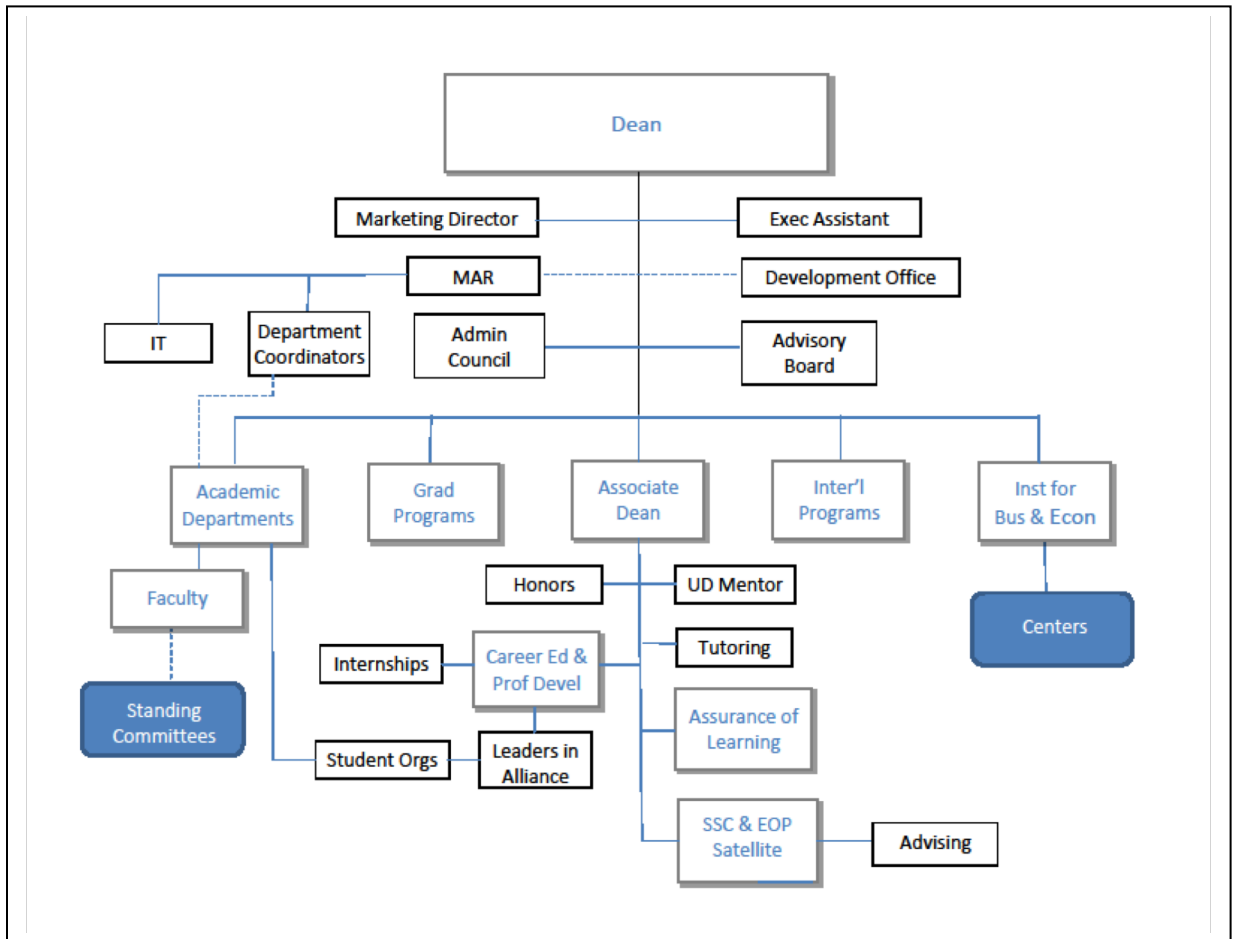 Dean
Marketing Director
Exec Assistant
MAR
Development Office
IT
Department
Coordinators
Admin
Council
Advisory
Board
Academic
Departments
Grad
Programs
Associate
Dean
Inter'l
Programs
Inst for
Bus & Econ
Honors
UD Mentor
Faculty
Centers
Internships
Career Ed &
Prof Devel
Tutoring
Standing
Committees
Assurance of
Learning
Student Orgs
Leaders in
Alliance
SSC & EOP
Satellite
Advising